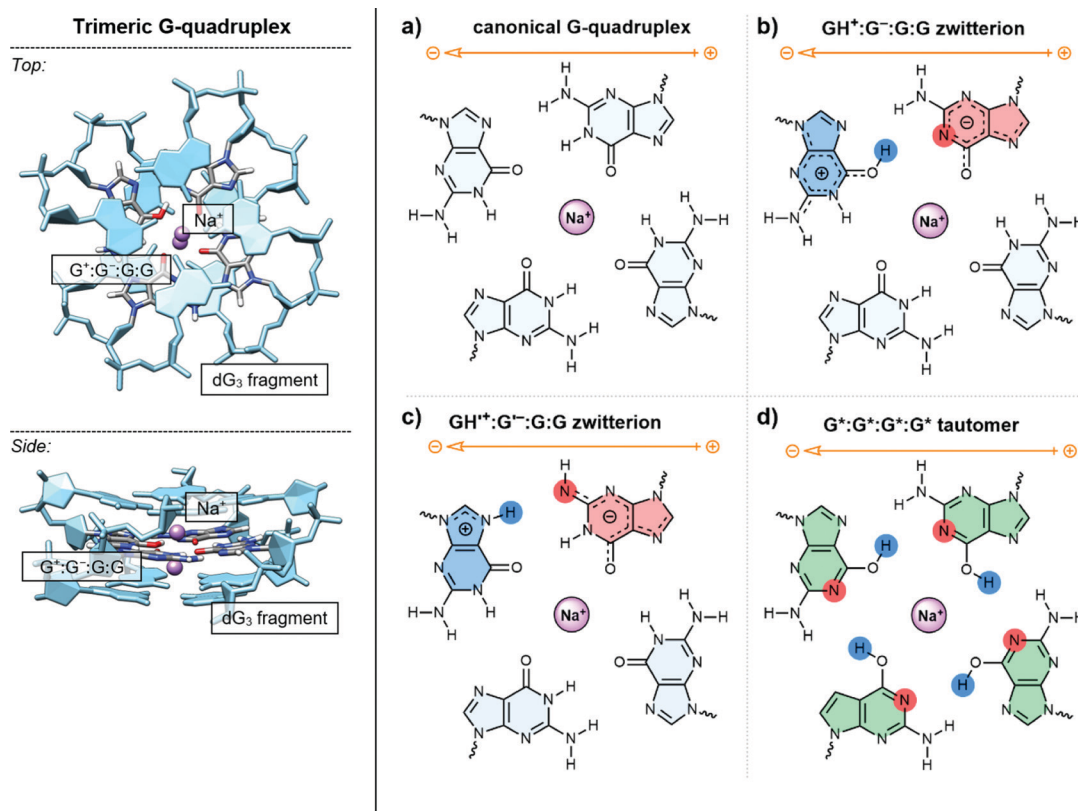 Trimeric G-quadruplex
Top:
Na⁺
G⁺:G⁻:G:G
dG₃ fragment
Side:
Na⁺
G⁺:G⁻:G:G
dG₃ fragment
a)
canonical G-quadruplex
⊖ ⊕
H
N
H
N
N
N
N
H
N
O
N
N
N
N
O
N
H
N
H
H
Na⁺
H
N
H
N
N
O
N
N
O
N
H
N
N
N
N
H
H
b)
GH⁺:G⁻:G:G zwitterion
⊖ ⊕
H
N
H
N
N
N
N
⊖
O
H
N
N
O
⊕
N
N
H
N
H
H
Na⁺
H
N
H
N
N
O
N
N
O
N
H
N
N
N
N
H
H
c)
GH'⁺:G'⁻:G:G zwitterion
⊖ ⊕
H
N
N
N
N
N
⊖
H
O
N
N
H
⊕
N
N
O
N
H
H
H
Na⁺
H
N
H
N
N
O
N
N
O
N
H
N
N
N
N
H
H
d)
G*:G*:G*:G* tautomer
⊖ ⊕
H
N
H
N
N
N
N
O
H
N
N
H
O
N
N
N
H
H
Na⁺
H
O
H
O
N
N
H
N
H
N
N
N
N
N
N
H
H